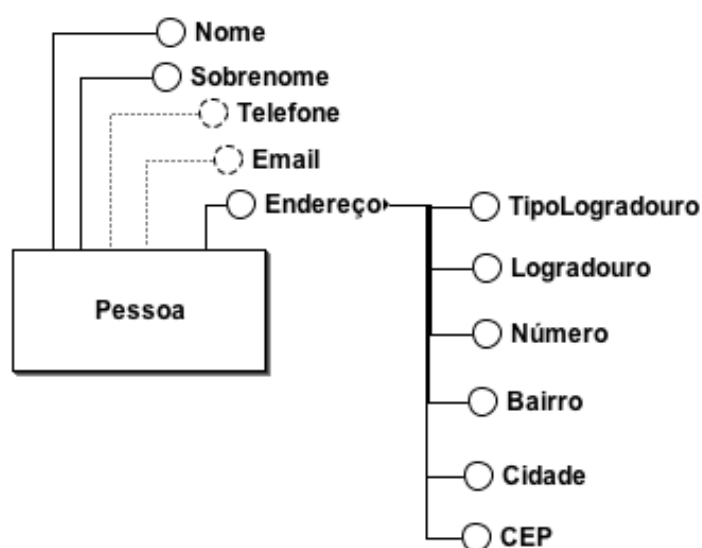 Nome
Sobrenome
Telefone
Email
Endereço
TipoLogradouro
Logradouro
Pessoa
Número
Bairro
Cidade
CEP